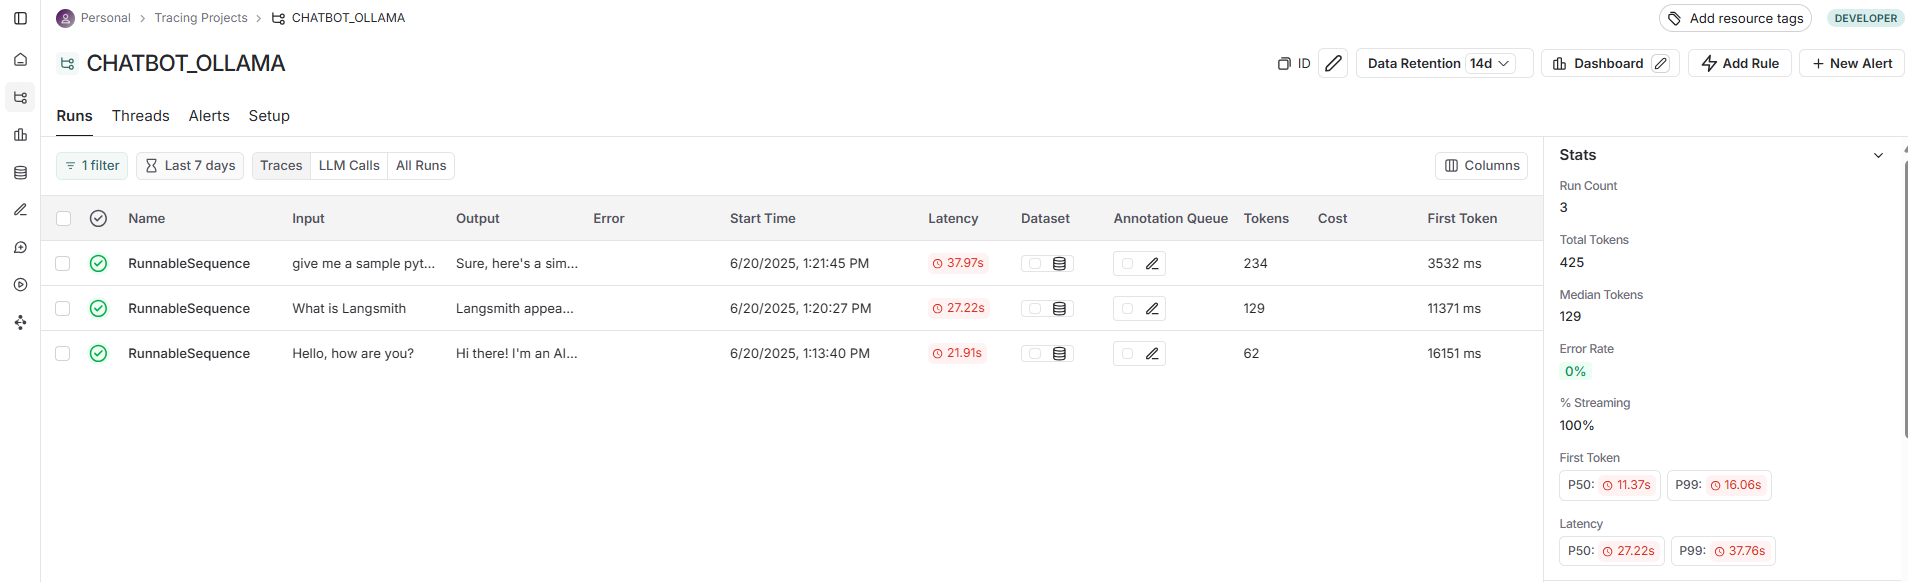 Personal > Tracing Projects > CHATBOT_OLLAMA
Add resource tags
DEVELOPER
CHATBOT_OLLAMA
ID
Data Retention 14d
Dashboard
Add Rule
+ New Alert
Runs Threads Alerts Setup
1 filter Last 7 days Traces LLM Calls All Runs
Columns
Name Input Output Error Start Time Latency Dataset Annotation Queue Tokens Cost First Token
RunnableSequence give me a sample pyt... Sure, here's a sim... 6/20/2025, 1:21:45 PM 37.97s 234 3532 ms
RunnableSequence What is Langsmith Langsmith appea... 6/20/2025, 1:20:27 PM 27.22s 129 11371 ms
RunnableSequence Hello, how are you? Hi there! I'm an AI... 6/20/2025, 1:13:40 PM 21.91s 62 16151 ms
Stats
Run Count
3
Total Tokens
425
Median Tokens
129
Error Rate
0%
% Streaming
100%
First Token
P50: 11.37s P99: 16.06s
Latency
P50: 27.22s P99: 37.76s